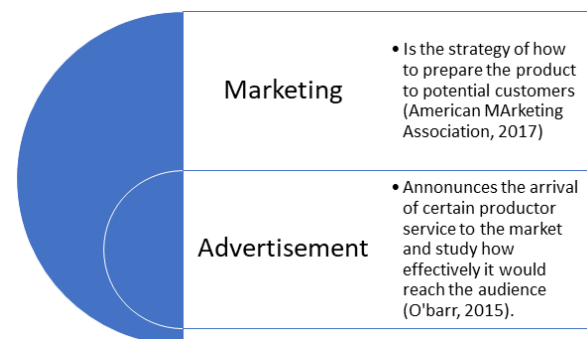 Marketing
• Is the strategy of how
to prepare the product
to potential customers
(American MArketing
Association, 2017)
Advertisement
• Annonunces the arrival
of certain productor
service to the market
and study how
effectively it would
reach the audience
(O'barr, 2015).